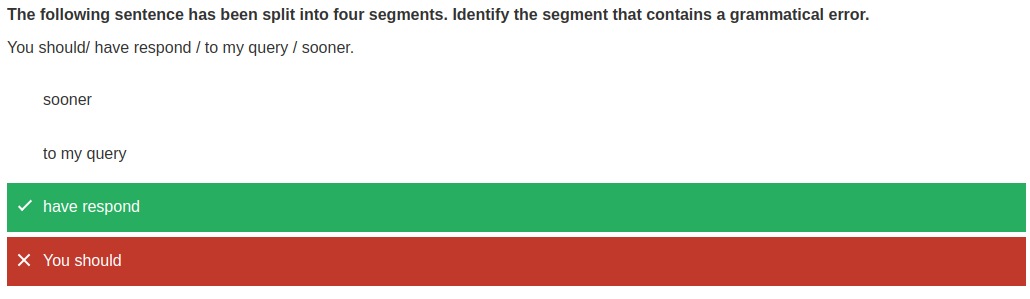 The following sentence has been split into four segments. Identify the segment that contains a grammatical error.
You should/ have respond / to my query / sooner.
sooner
to my query
have respond
You should